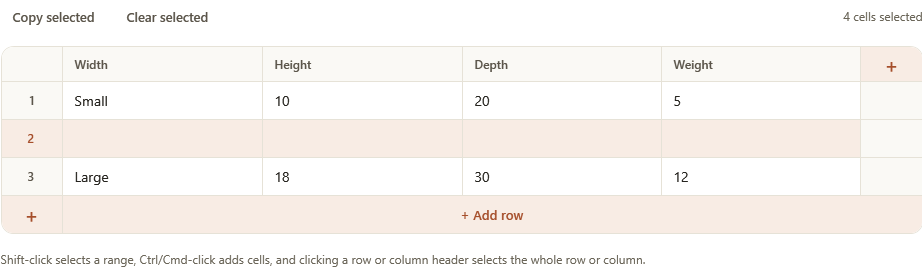 Copy selected Clear selected 4 cells selected
Width Height Depth Weight +
1 Small 10 20 5
2
3 Large 18 30 12
+ + Add row
Shift-click selects a range, Ctrl/Cmd-click adds cells, and clicking a row or column header selects the whole row or column.